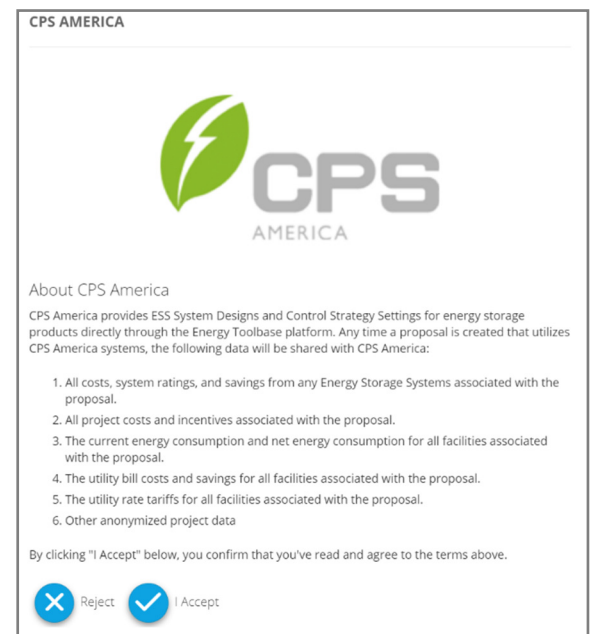 CPS AMERICA
CPS
AMERICA
About CPS America
CPS America provides ESS System Designs and Control Strategy Settings for energy storage
products directly through the Energy Toolbase platform. Any time a proposal is created that utilizes
CPS America systems, the following data will be shared with CPS America:
1. All costs, system ratings, and savings from any Energy Storage Systems associated with the
proposal.
2. All project costs and incentives associated with the proposal.
3. The current energy consumption and net energy consumption for all facilities associated
with the proposal.
4. The utility bill costs and savings for all facilities associated with the proposal.
5. The utility rate tariffs for all facilities associated with the proposal.
6. Other anonymized project data
By clicking "I Accept" below, you confirm that you've read and agree to the terms above.
Reject I Accept